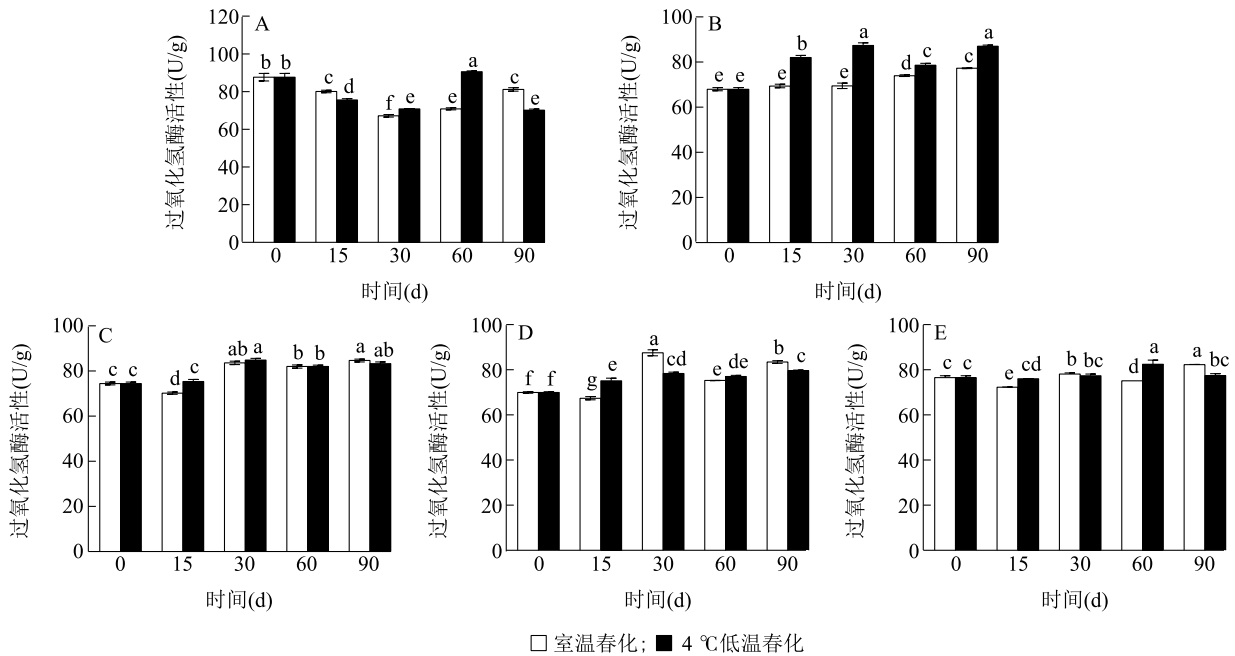 A
过氧化氢酶活性(U/g)
120
100
80
60
40
20
0
b b c d f e e a c e
0 15 30 60 90
时间(d)
B
过氧化氢酶活性(U/g)
100
80
60
40
20
0
e e e b e a d c c a
0 15 30 60 90
时间(d)
C
过氧化氢酶活性(U/g)
100
80
60
40
20
0
c c d c ab a b b a ab
0 15 30 60 90
时间(d)
D
过氧化氢酶活性(U/g)
100
80
60
40
20
0
f f g e a cd e de b c
0 15 30 60 90
时间(d)
E
过氧化氢酶活性(U/g)
100
80
60
40
20
0
c c e cd b bc d a a bc
0 15 30 60 90
时间(d)
室温春化; 4 ℃低温春化